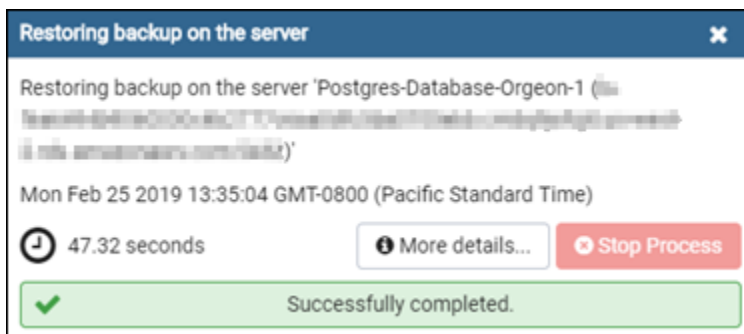 Restoring backup on the server
Restoring backup on the server 'Postgres-Database-Orgeon-1 (
)'
Mon Feb 25 2019 13:35:04 GMT-0800 (Pacific Standard Time)
47.32 seconds
More details...
Stop Process
Successfully completed.